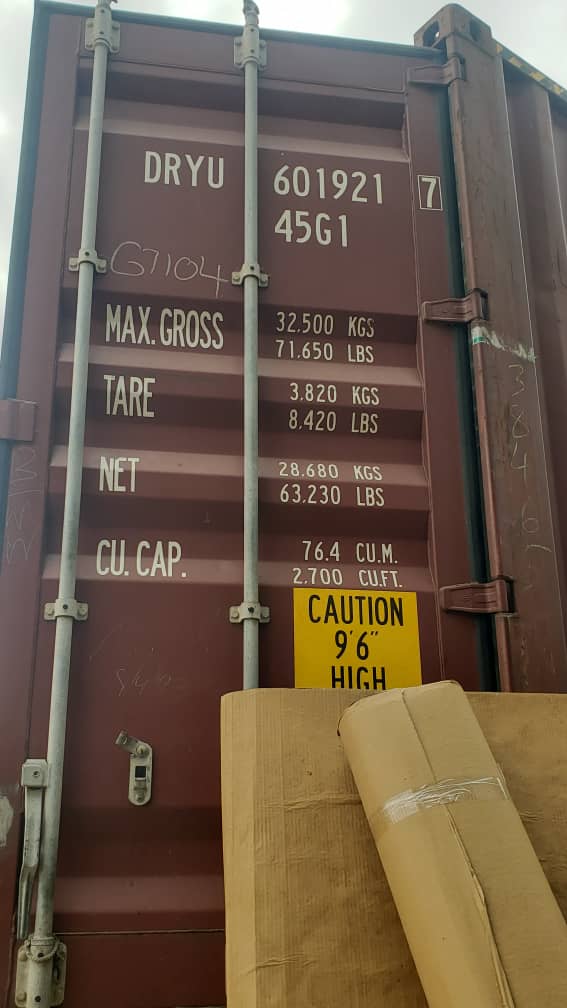 DRYU 601921 7
45G1
G7104
MAX. GROSS 32.500 KGS
71.650 LBS
TARE 3.820 KGS
8.420 LBS
NET 28.680 KGS
63.230 LBS
CU. CAP. 76.4 CU.M.
2.700 CU.FT.
CAUTION
9'6"
HIGH